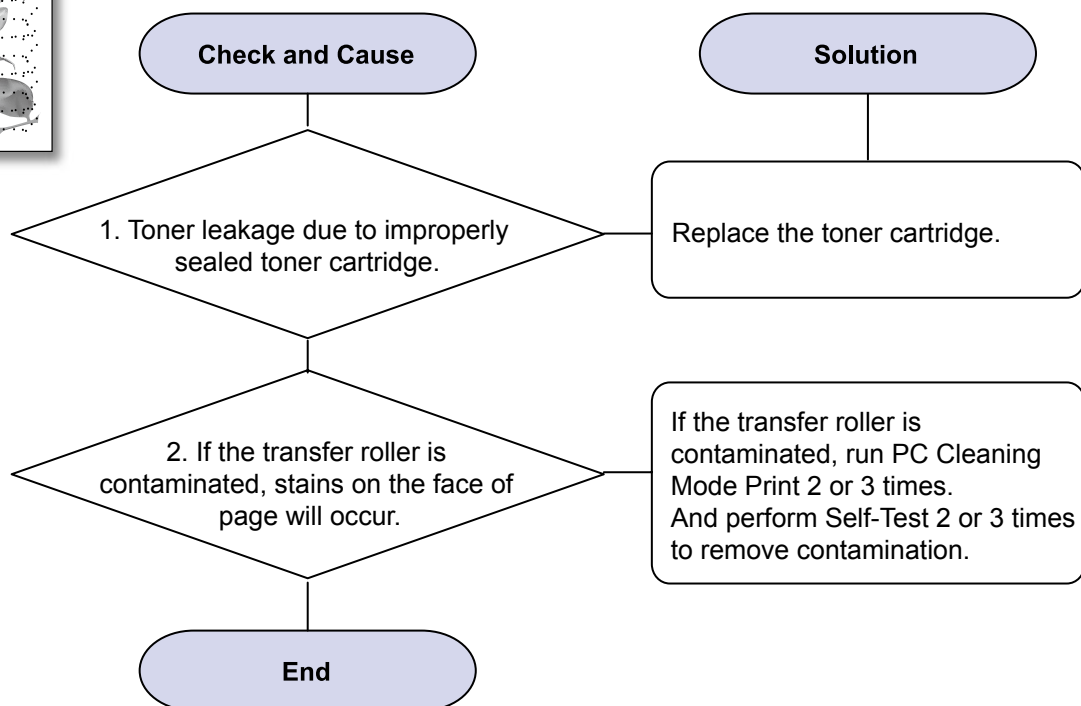 Check and Cause
Solution
1. Toner leakage due to improperly
sealed toner cartridge.
Replace the toner cartridge.
2. If the transfer roller is
contaminated, stains on the face of
page will occur.
If the transfer roller is
contaminated, run PC Cleaning
Mode Print 2 or 3 times.
And perform Self-Test 2 or 3 times
to remove contamination.
End